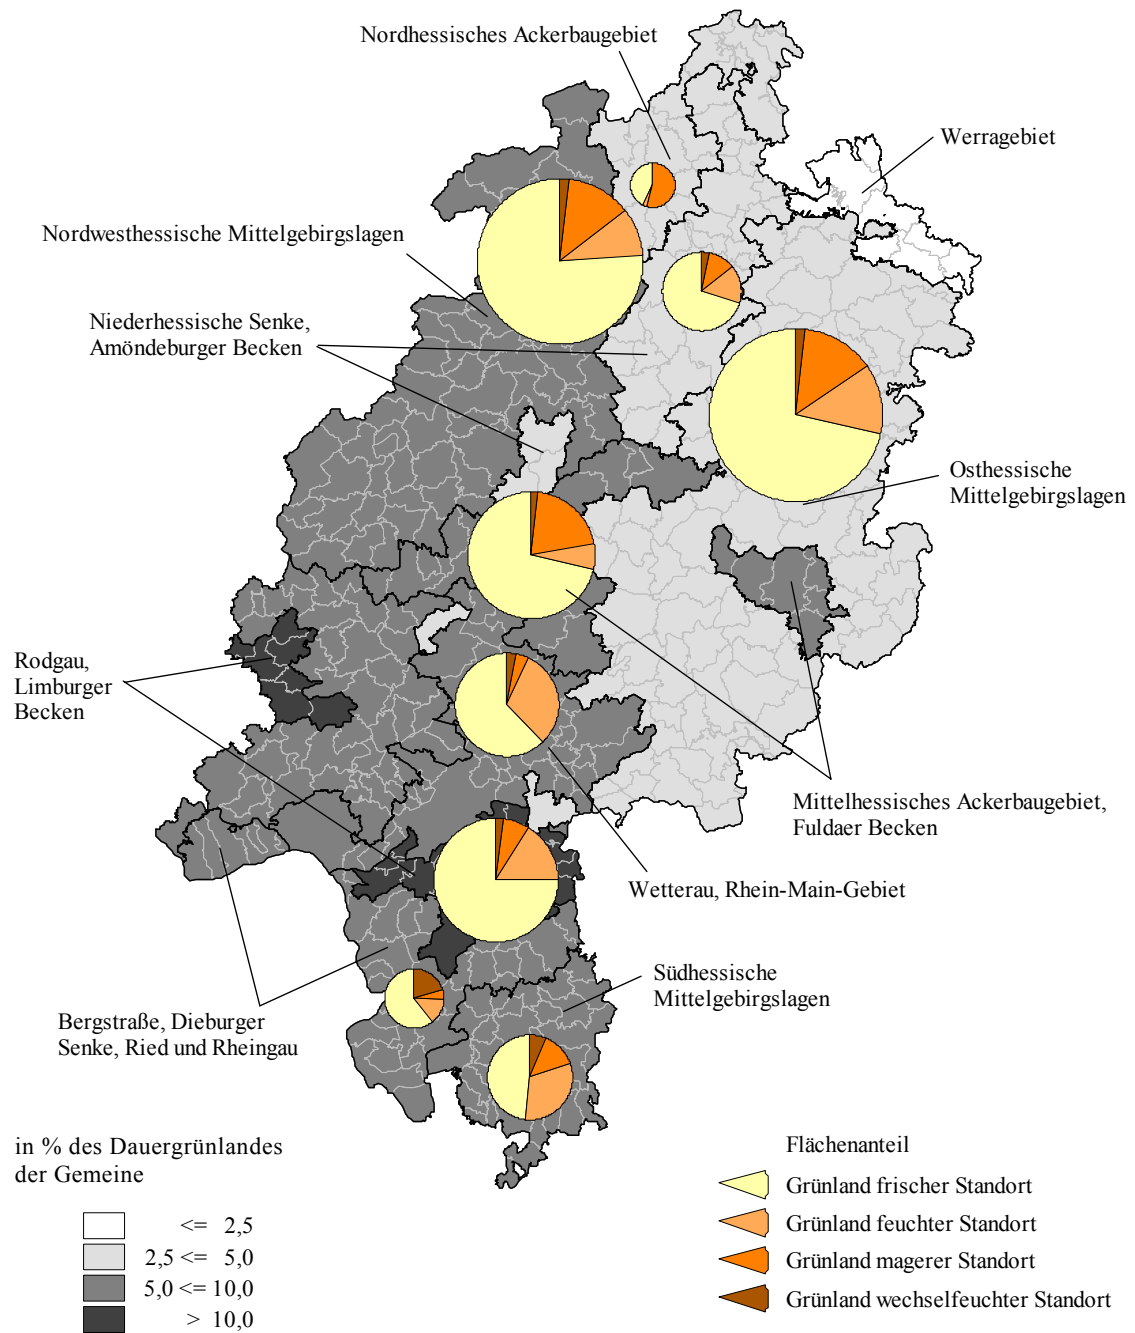 Nordhessisches Ackerbaugebiet
Werragebiet
Nordwesthessische Mittelgebirgslagen
Niederhessische Senke,
Amöndeburger Becken
Osthessische
Mittelgebirgslagen
Rodgau,
Limburger
Becken
Mittelhessisches Ackerbaugebiet,
Fuldaer Becken
Wetterau, Rhein-Main-Gebiet
Südhessische
Mittelgebirgslagen
Bergstraße, Dieburger
Senke, Ried und Rheingau
in % des Dauergrünlandes
der Gemeine
<= 2,5
2,5 <= 5,0
5,0 <= 10,0
> 10,0
Flächenanteil
Grünland frischer Standort
Grünland feuchter Standort
Grünland magerer Standort
Grünland wechselfeuchter Standort